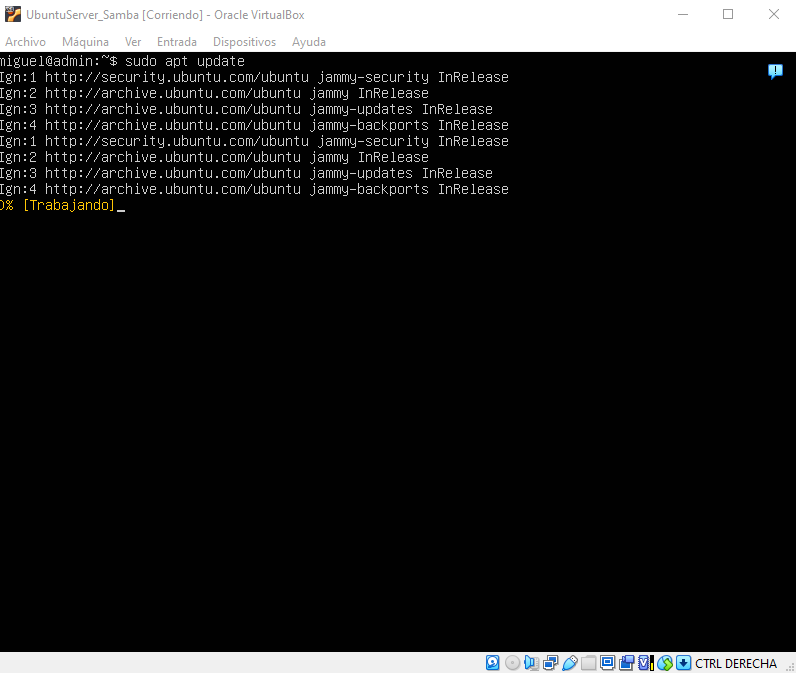 UbuntuServer_Samba [Corriendo] - Oracle VirtualBox
Archivo Máquina Ver Entrada Dispositivos Ayuda
miguel@admin:~$ sudo apt update
Ign:1 http://security.ubuntu.com/ubuntu jammy-security InRelease
Ign:2 http://archive.ubuntu.com/ubuntu jammy InRelease
Ign:3 http://archive.ubuntu.com/ubuntu jammy-updates InRelease
Ign:4 http://archive.ubuntu.com/ubuntu jammy-backports InRelease
Ign:1 http://security.ubuntu.com/ubuntu jammy-security InRelease
Ign:2 http://archive.ubuntu.com/ubuntu jammy InRelease
Ign:3 http://archive.ubuntu.com/ubuntu jammy-updates InRelease
Ign:4 http://archive.ubuntu.com/ubuntu jammy-backports InRelease
0% [Trabajando]_
CTRL DERECHA